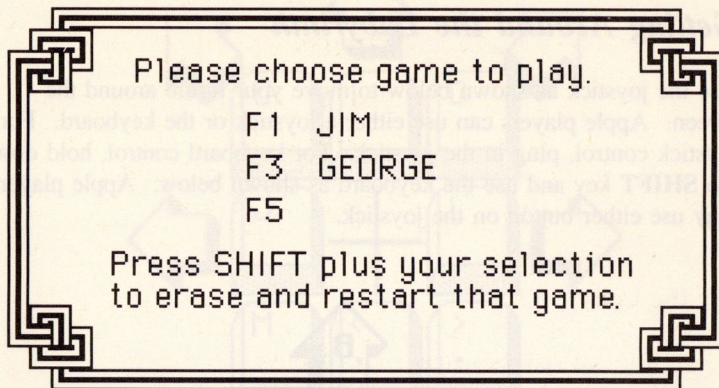 Please choose game to play.
F1 JIM
F3 GEORGE
F5
Press SHIFT plus your selection
to erase and restart that game.